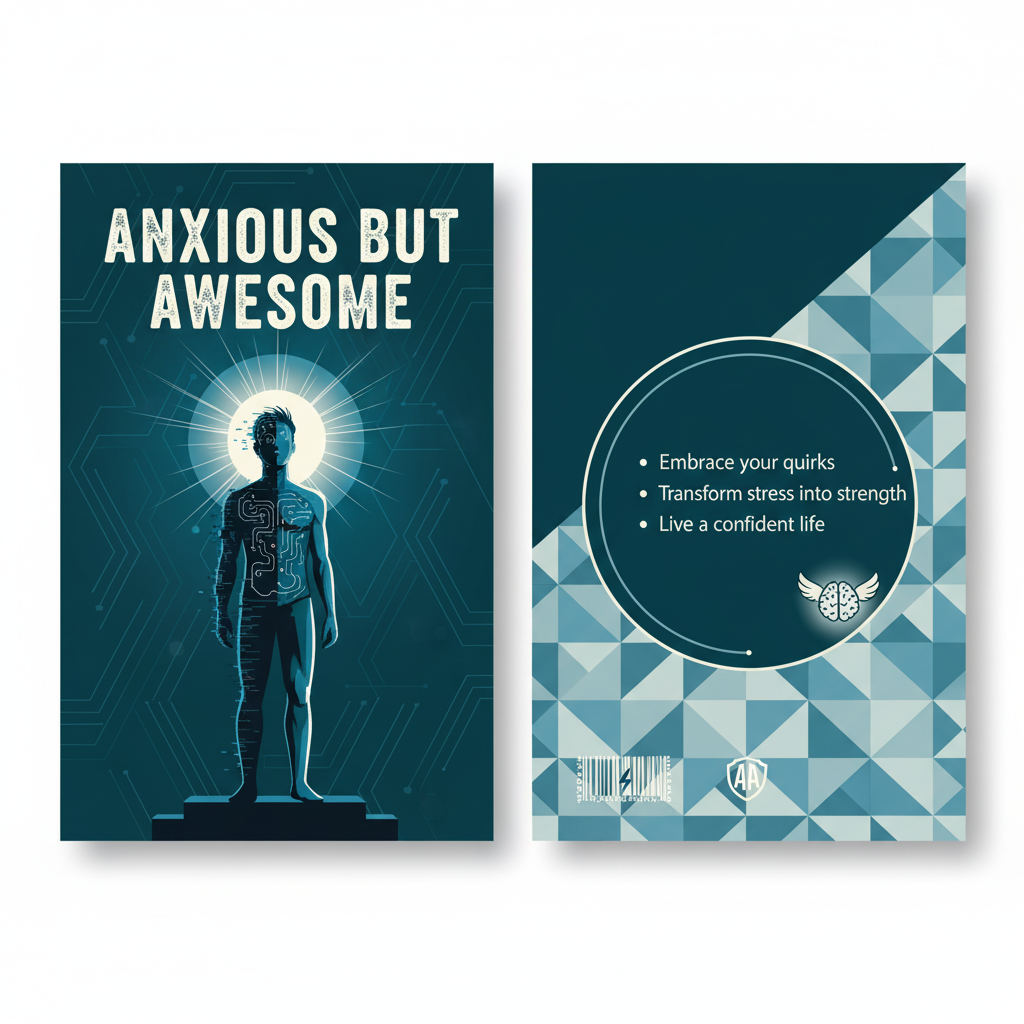 ANXIOUS BUT
AWESOME
• Embrace your quirks
• Transform stress into strength
• Live a confident life
AA